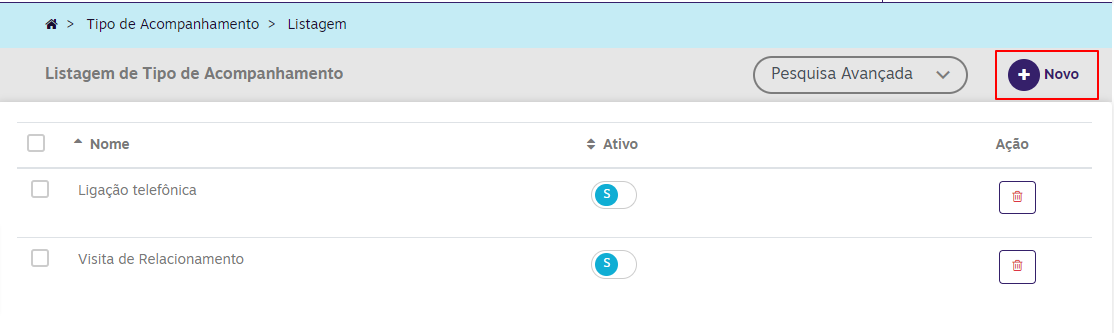 > Tipo de Acompanhamento > Listagem
Listagem de Tipo de Acompanhamento Pesquisa Avançada Novo
Nome Ativo Ação
Ligação telefônica S
Visita de Relacionamento S